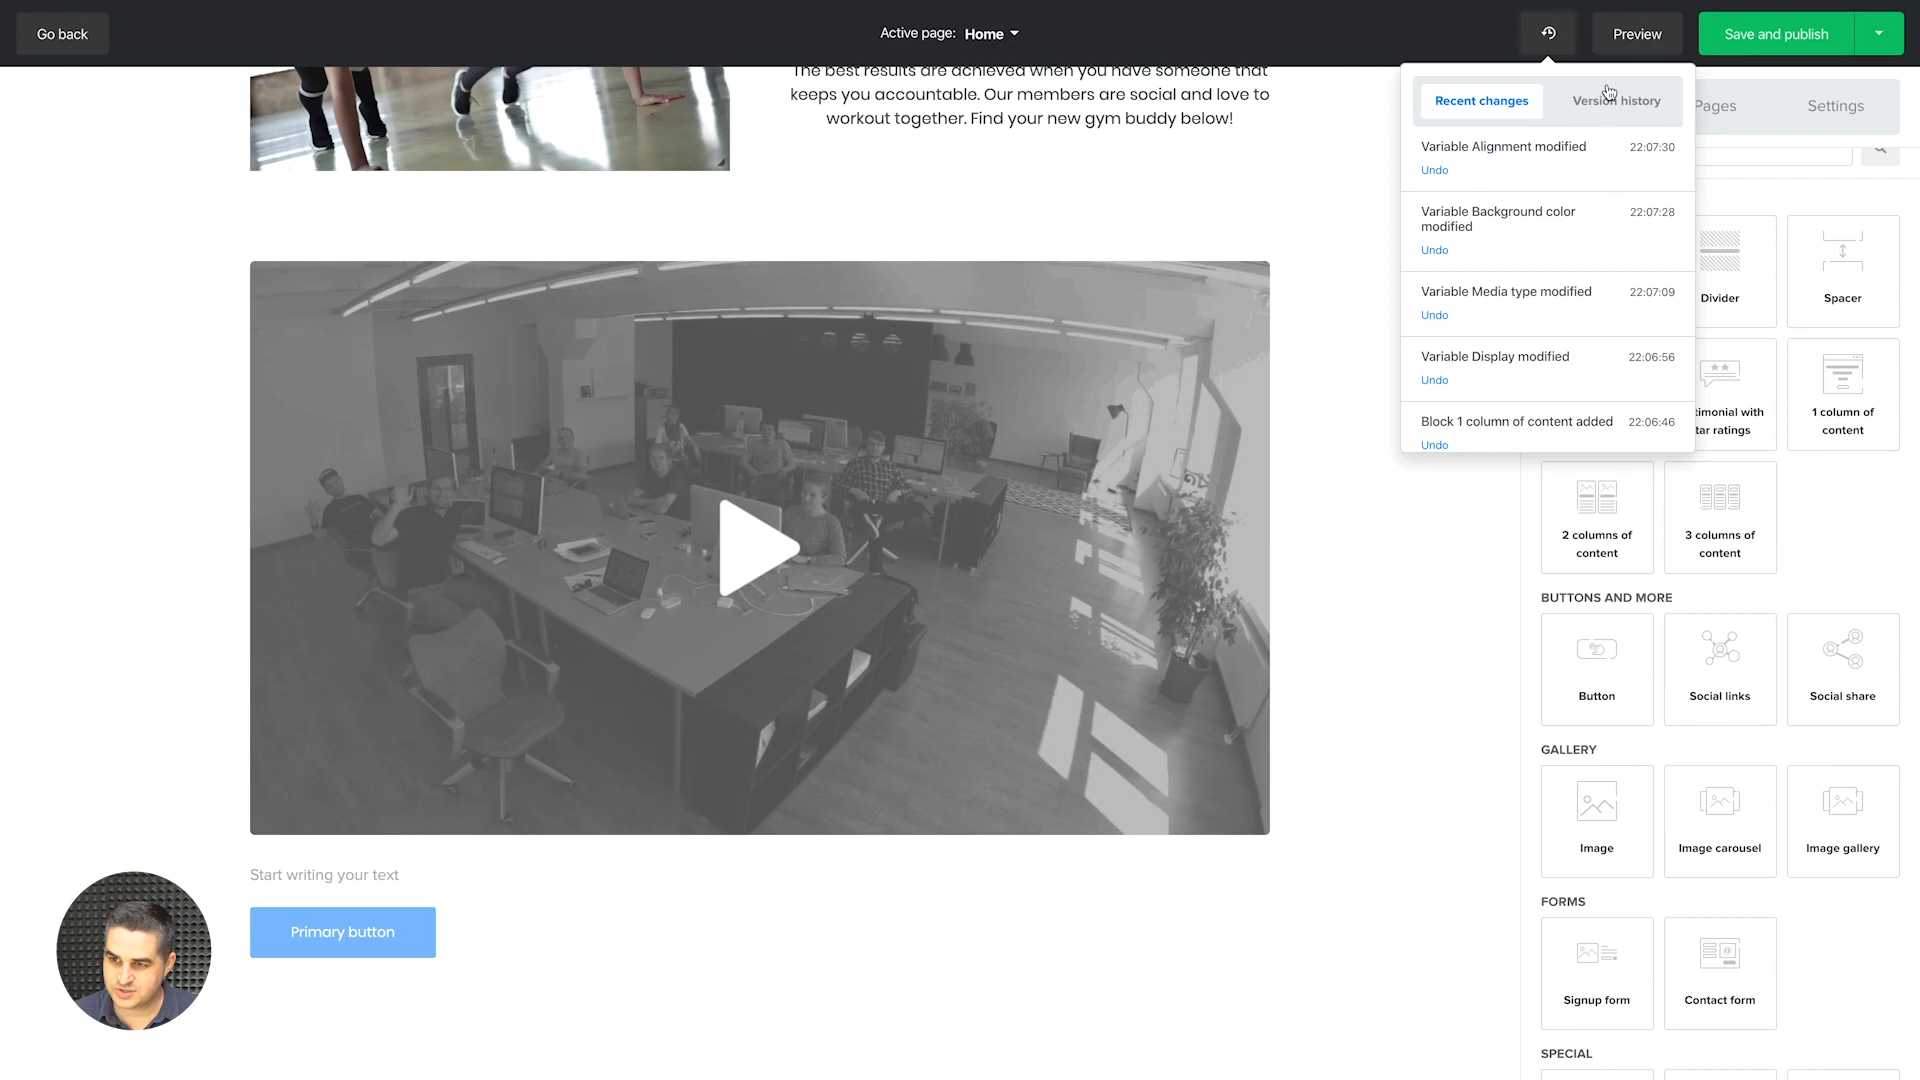 Go back
Active page: Home
Preview
Save and publish
The best results are achieved when you have someone that
keeps you accountable. Our members are social and love to
workout together. Find your new gym buddy below!
Recent changes
Version history
Variable Alignment modified
22:07:30
Undo
Variable Background color
modified
22:07:28
Undo
Variable Media type modified
22:07:09
Undo
Variable Display modified
22:06:56
Undo
Block 1 column of content added
22:06:46
Undo
Pages
Settings
Divider
Spacer
timonial with
tar ratings
1 column of
content
2 columns of
content
3 columns of
content
BUTTONS AND MORE
Button
Social links
Social share
GALLERY
Image
Image carousel
Image gallery
FORMS
Signup form
Contact form
SPECIAL
Start writing your text
Primary button